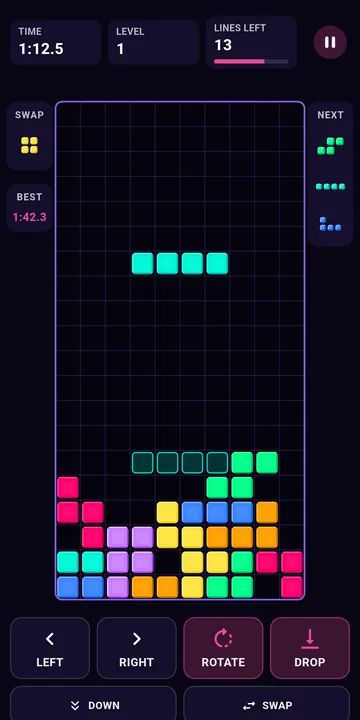 TIME
1:12.5
LEVEL
1
LINES LEFT
13
SWAP
NEXT
BEST
1:42.3
LEFT
RIGHT
ROTATE
DROP
DOWN
SWAP